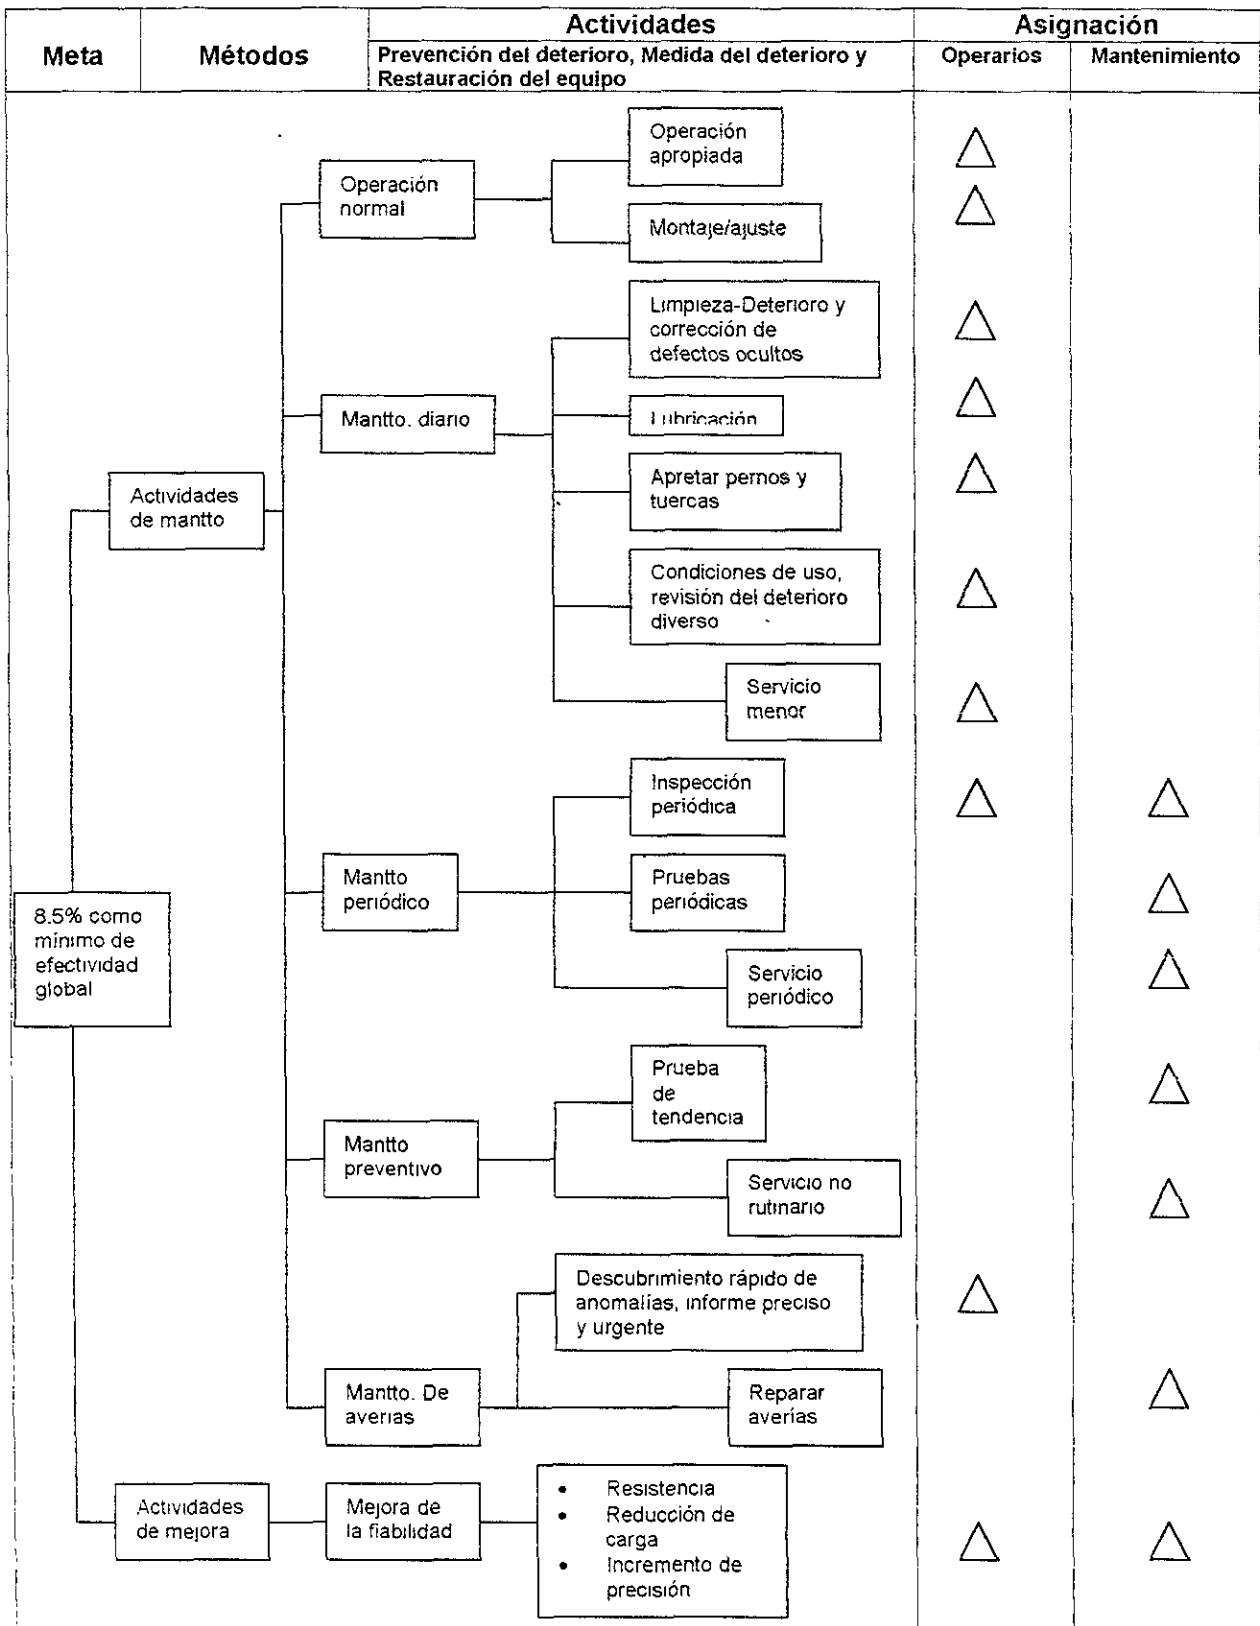 Meta
Métodos
Actividades
Prevención del deterioro, Medida del deterioro y
Restauración del equipo
Asignación
Operarios
Mantenimiento
Operación
apropiada
Operación
normal
Montaje/ajuste
Limpieza-Deterioro y
corrección de
defectos ocultos
Mantto. diario
Lubricación
Actividades
de mantto
Apretar pernos y
tuercas
Condiciones de uso,
revisión del deterioro
diverso
Servicio
menor
Inspección
periódica
Mantto
periódico
Pruebas
periódicas
8.5% como
mínimo de
efectividad
global
Servicio
periódico
Prueba
de
tendencia
Mantto
preventivo
Servicio no
rutinario
Descubrimiento rápido de
anomalías, informe preciso
y urgente
Mantto. De
averias
Reparar
averías
Actividades
de mejora
Mejora de
la fiabilidad
• Resistencia
• Reducción de
carga
• Incremento de
precisión